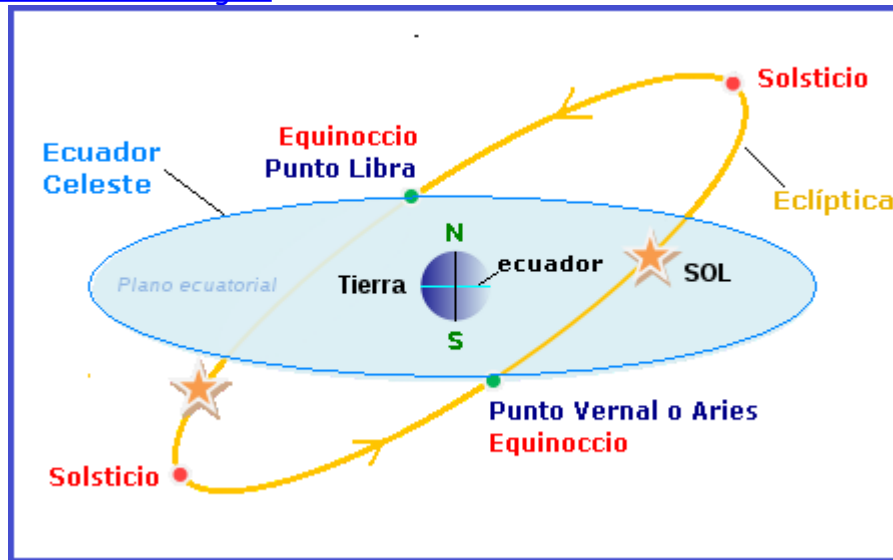 Solsticio
Equinoccio
Punto Libra
Ecuador
Celeste
Eclíptica
N
ecuador
SOL
Tierra
Plano ecuatorial
S
Punto Vernal o Aries
Equinoccio
Solsticio